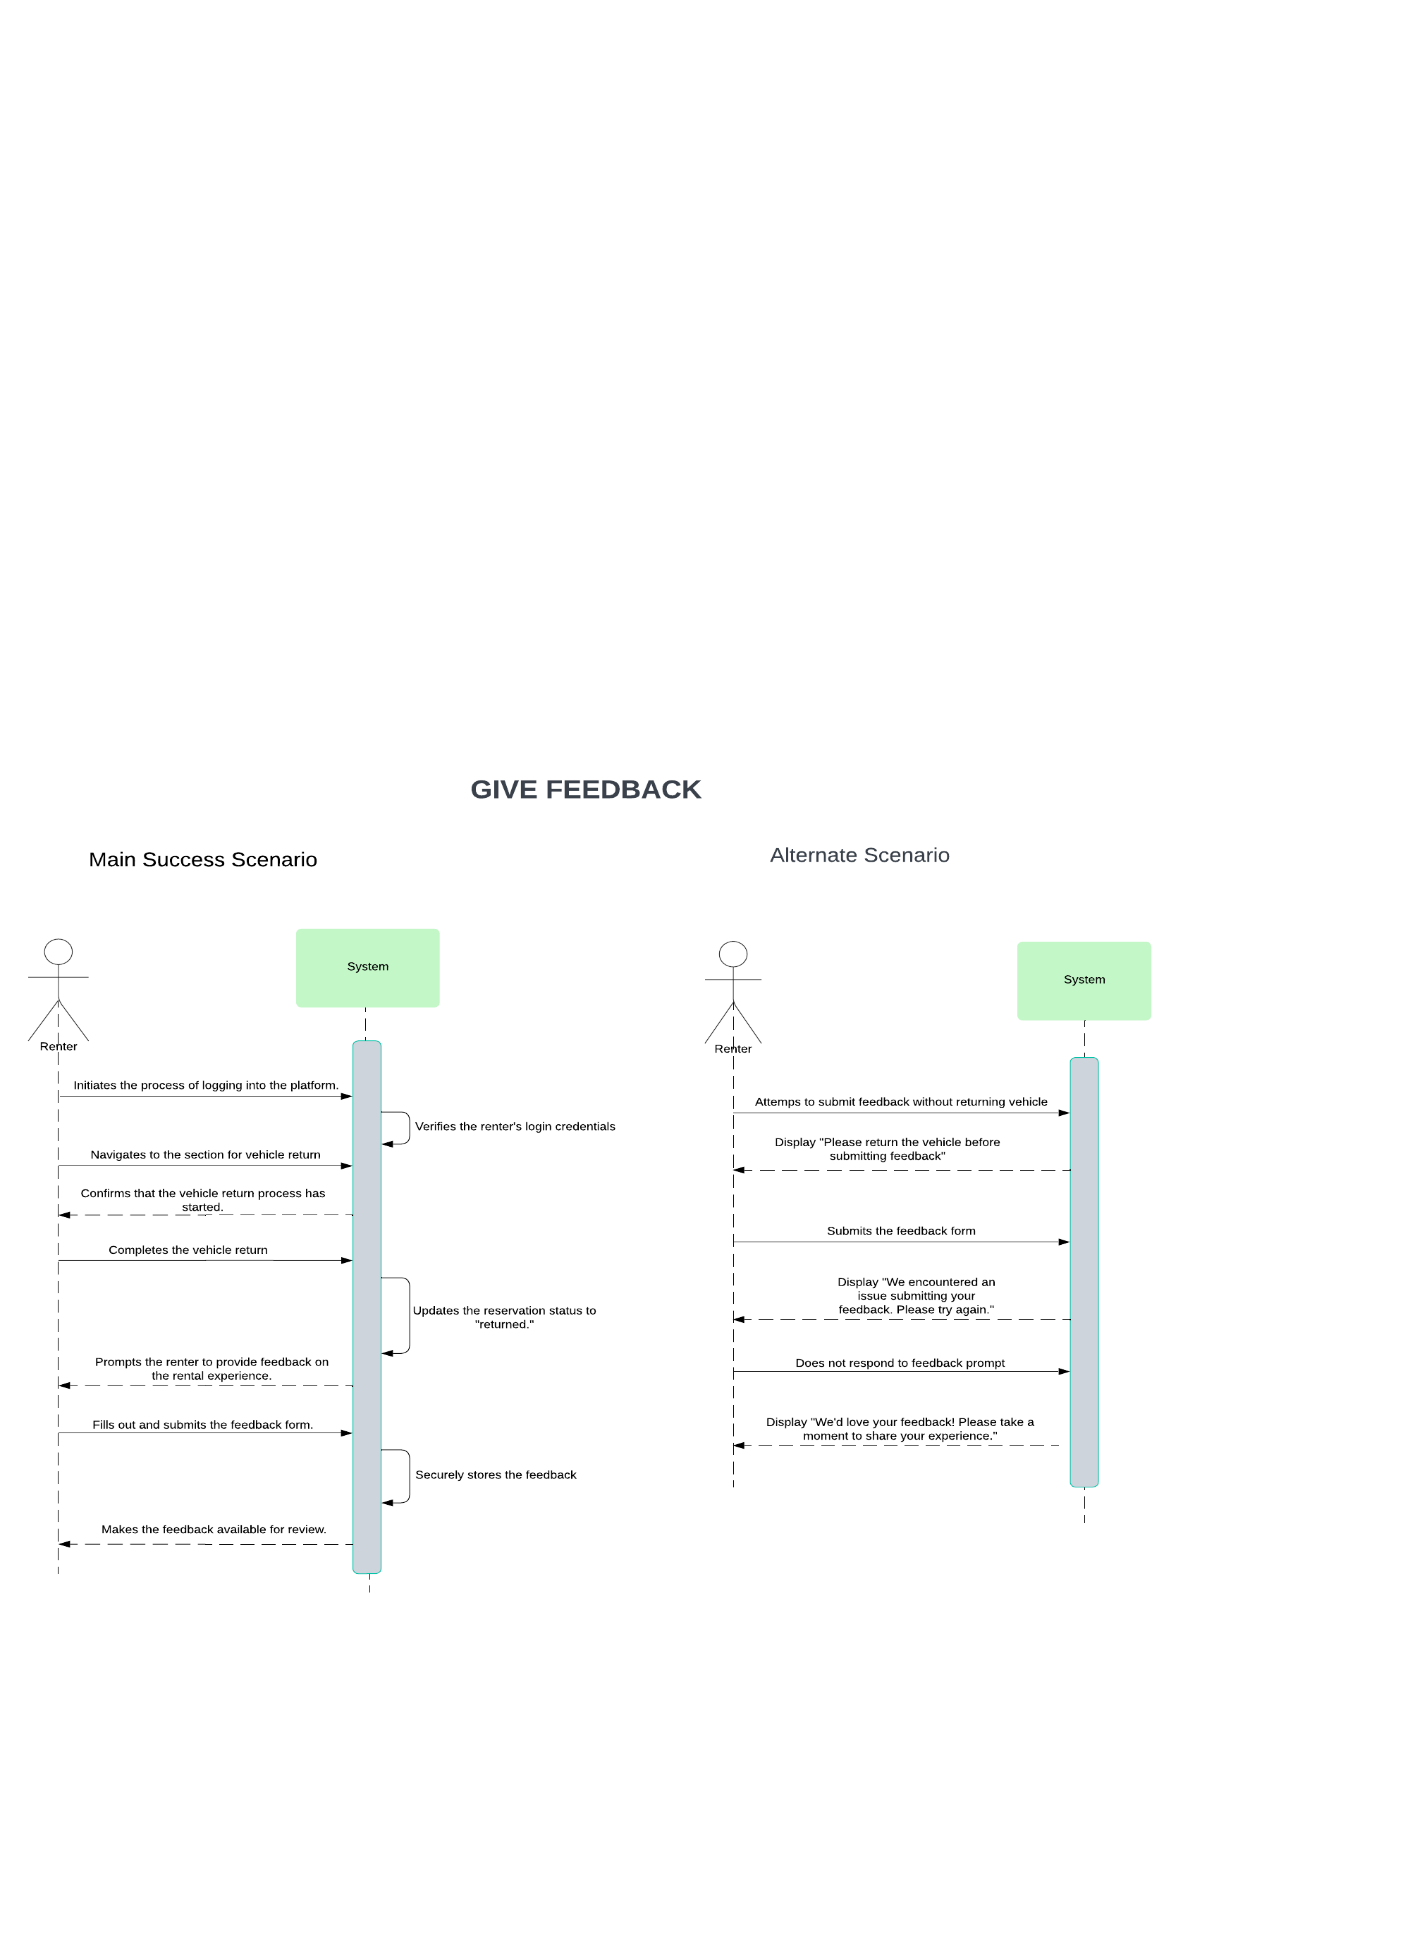 GIVE FEEDBACK
Main Success Scenario
System
Renter
Initiates the process of logging into the platform.
Verifies the renter's login credentials
Navigates to the section for vehicle return
Confirms that the vehicle return process has
started.
Completes the vehicle return
Updates the reservation status to
"returned."
Prompts the renter to provide feedback on
the rental experience.
Fills out and submits the feedback form.
Securely stores the feedback
Makes the feedback available for review.
Alternate Scenario
System
Renter
Attemps to submit feedback without returning vehicle
Display "Please return the vehicle before
submitting feedback"
Submits the feedback form
Display "We encountered an
issue submitting your
feedback. Please try again."
Does not respond to feedback prompt
Display "We'd love your feedback! Please take a
moment to share your experience."